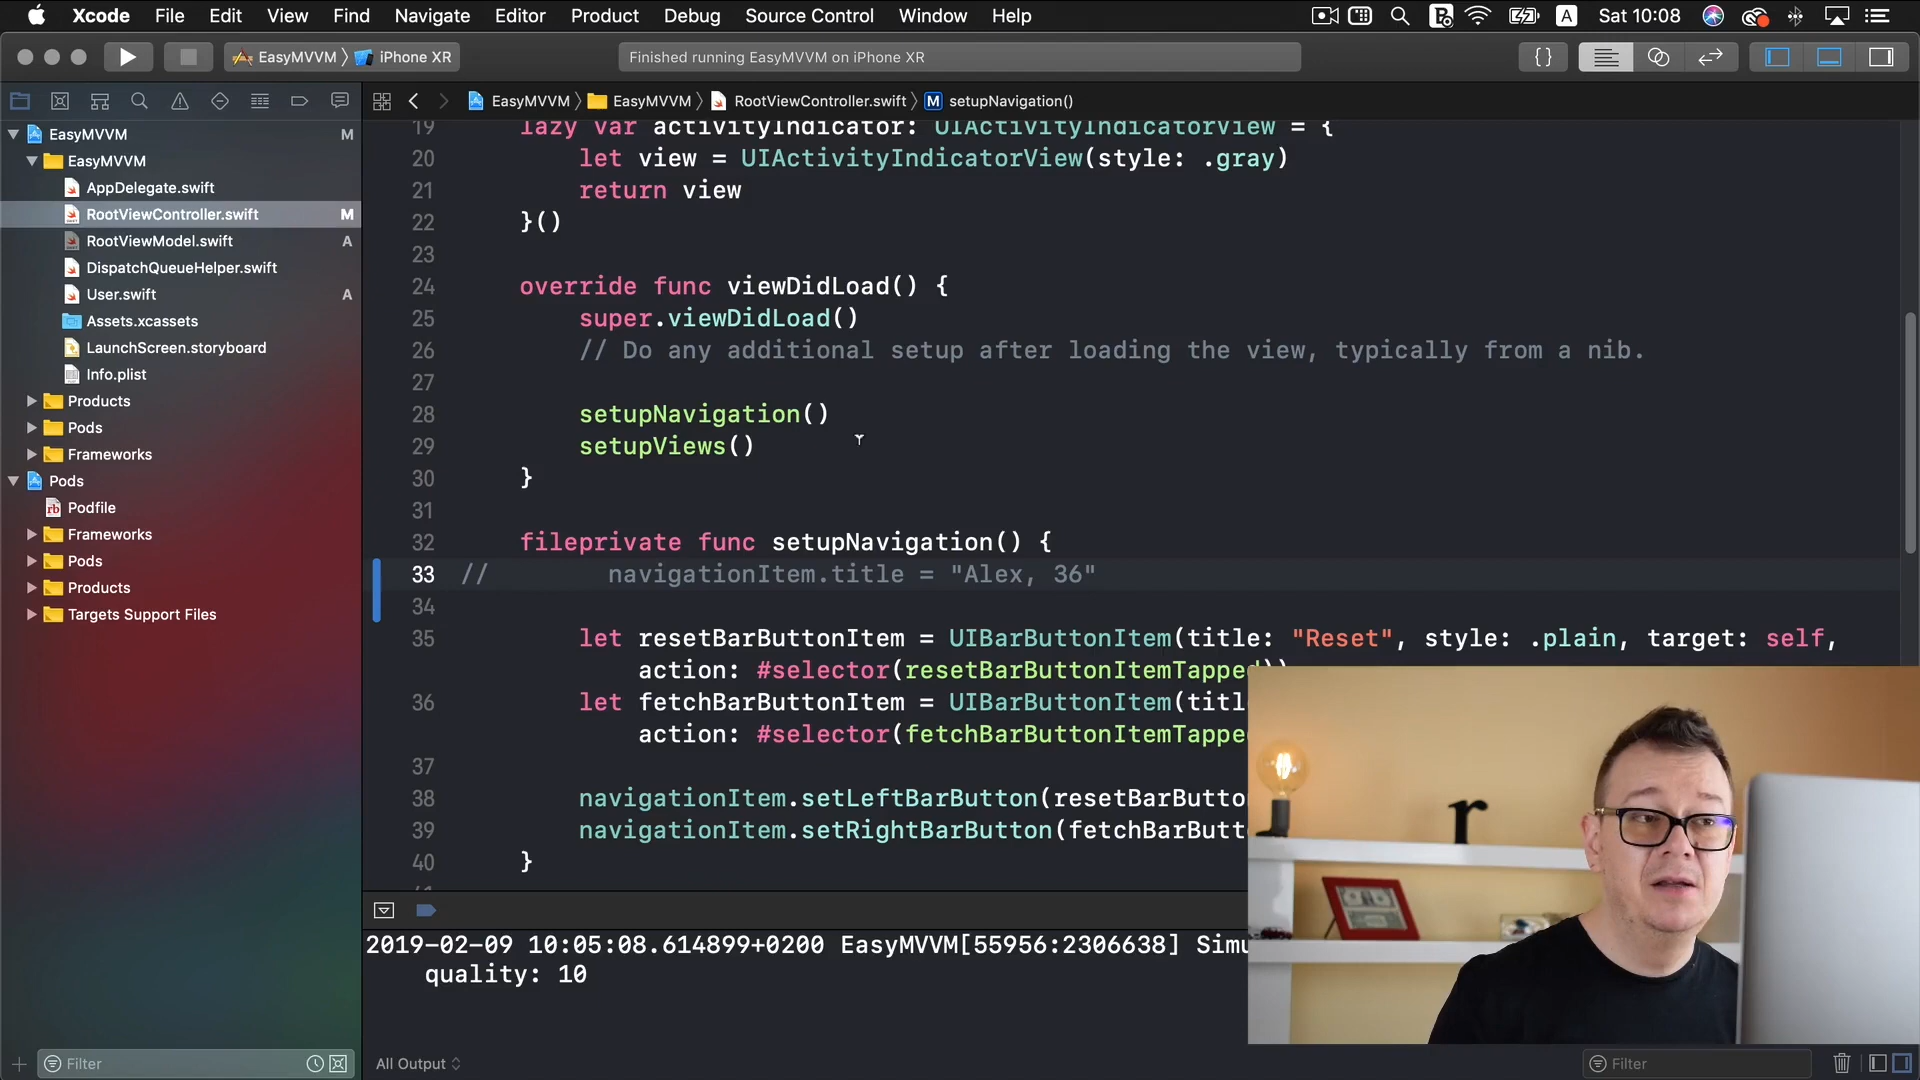 Xcode File Edit View Find Navigate Editor Product Debug Source Control Window Help
A Sat 10:08
EasyMVVM iPhone XR
Finished running EasyMVVM on iPhone XR
{}
EasyMVVM EasyMVVM RootViewController.swift M setupNavigation()
EasyMVVM M
EasyMVVM
AppDelegate.swift
RootViewController.swift M
RootViewModel.swift A
DispatchQueueHelper.swift
User.swift A
Assets.xcassets
LaunchScreen.storyboard
Info.plist
Products
Pods
Frameworks
Pods
Podfile
Frameworks
Pods
Products
Targets Support Files
Filter
19 lazy var activityIndicator: UIActivityIndicatorView = {
20 let view = UIActivityIndicatorView(style: .gray)
21 return view
22 }()
23
24 override func viewDidLoad() {
25 super.viewDidLoad()
26 // Do any additional setup after loading the view, typically from a nib.
27
28 setupNavigation()
29 setupViews()
30 }
31
32 fileprivate func setupNavigation() {
33 // navigationItem.title = "Alex, 36"
34
35 let resetBarButtonItem = UIBarButtonItem(title: "Reset", style: .plain, target: self,
action: #selector(resetBarButtonItemTapped))
36 let fetchBarButtonItem = UIBarButtonItem(titl
action: #selector(fetchBarButtonItemTappe
37
38 navigationItem.setLeftBarButton(resetBarButto
39 navigationItem.setRightBarButton(fetchBarButt
40 }
2019-02-09 10:05:08.614899+0200 EasyMVVM[55956:2306638] Simu
quality: 10
All Output
Filter
r